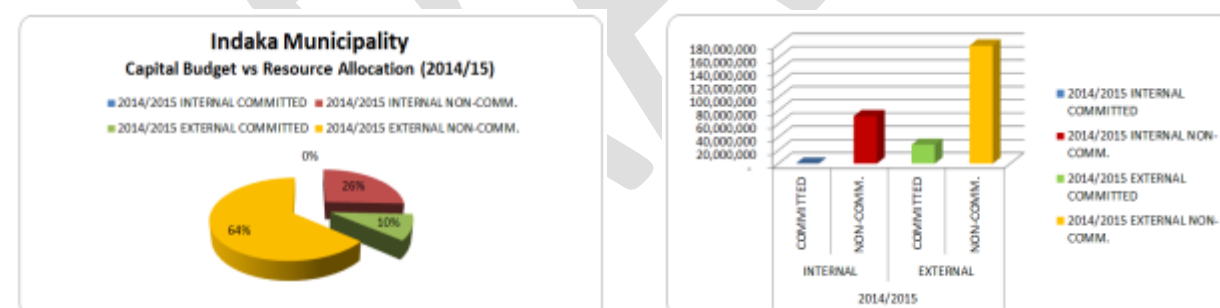 Indaka Municipality
Capital Budget vs Resource Allocation (2014/15)
2014/2015 INTERNAL COMMITTED 2014/2015 INTERNAL NON-COMM.
2014/2015 EXTERNAL COMMITTED 2014/2015 EXTERNAL NON-COMM.
0%
26%
10%
64%
180,000,000
160,000,000
140,000,000
120,000,000
100,000,000
80,000,000
60,000,000
40,000,000
20,000,000
-
COMMITTED
NON-COMM.
COMMITTED
NON-COMM.
INTERNAL EXTERNAL
2014/2015
2014/2015 INTERNAL
COMMITTED
2014/2015 INTERNAL NON-
COMM.
2014/2015 EXTERNAL
COMMITTED
2014/2015 EXTERNAL NON-
COMM.